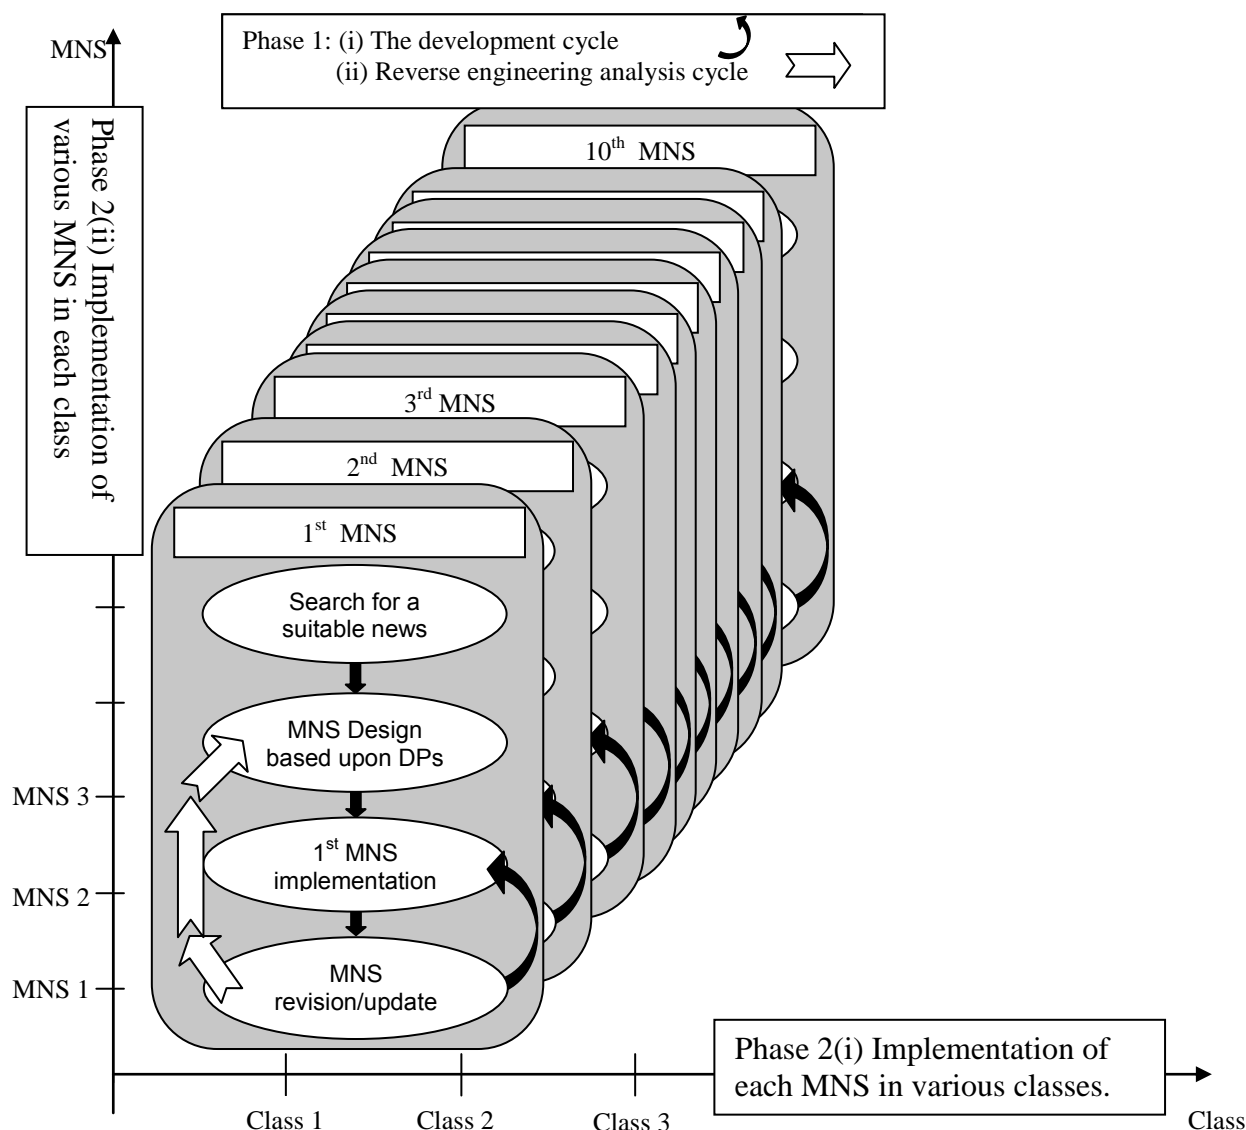 MNS
Phase 1: (i) The development cycle
(ii) Reverse engineering analysis cycle
Phase 2(ii) Implementation of
various MNS in each class
10th MNS
3rd MNS
2nd MNS
1st MNS
Search for a
suitable news
MNS Design
based upon DPs
1st MNS
implementation
MNS
revision/update
MNS 3
MNS 2
MNS 1
Phase 2(i) Implementation of
each MNS in various classes.
Class 1
Class 2
Class 3
Class